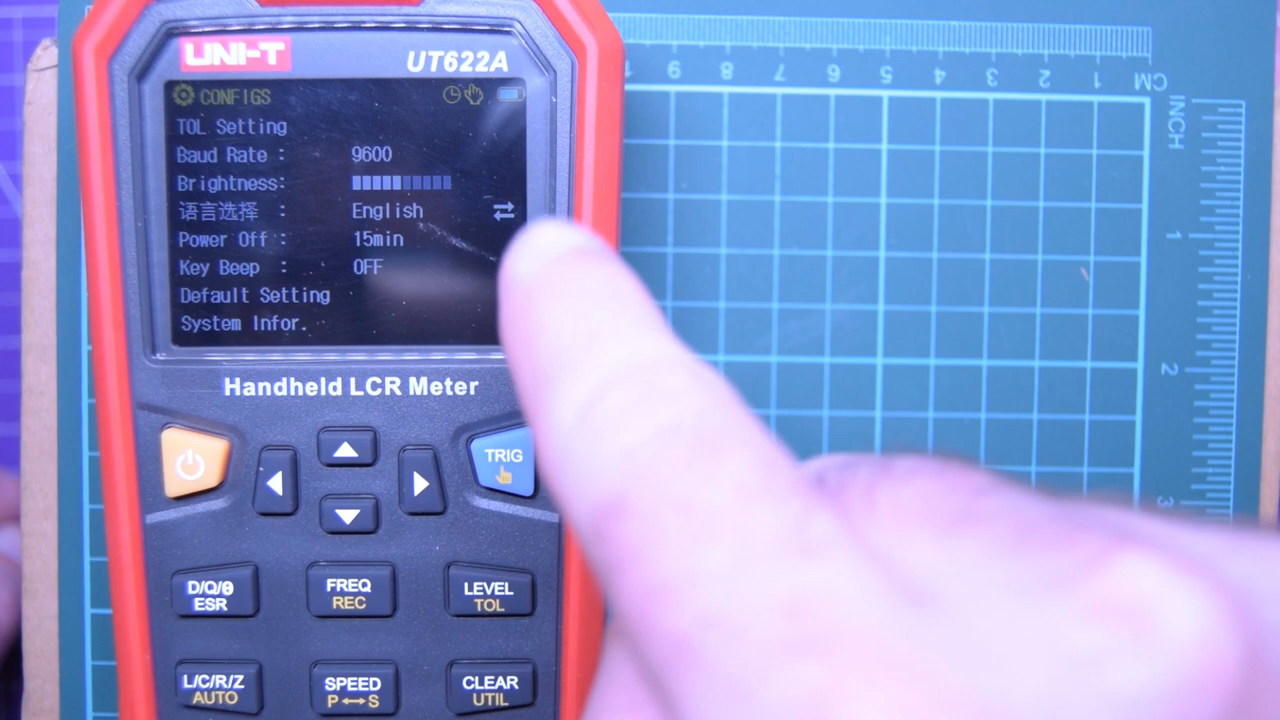 UNI-T
UT622A
CONFIGS
TOL Setting
Baud Rate : 9600
Brightness:
语言选择 : English
Power Off : 15min
Key Beep : OFF
Default Setting
System Infor.
Handheld LCR Meter
TRIG
D/Q/θ
ESR
FREQ
REC
LEVEL
TOL
L/C/R/Z
AUTO
SPEED
P↔S
CLEAR
UTIL
9 8 7 6 5 4 3 2 1 CM
INCH
1
2
3